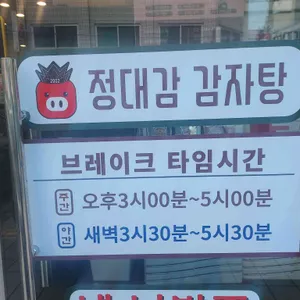 정대감 감자탕
브레이크 타임시간
주간 오후3시00분~5시00분
야간 새벽3시30분~5시30분